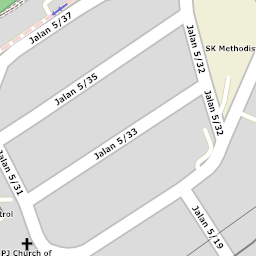 Jalan 5/37
SK Methodist
Jalan 5/32
Jalan 5/35
Jalan 5/32
Jalan 5/33
Jalan 5/31
trol
Jalan 5/19
PJ Church of